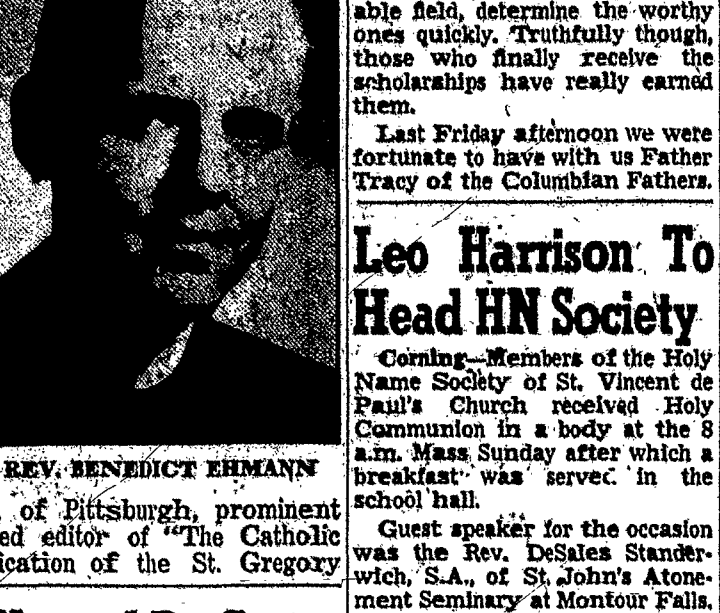 REV. BENEDICT EHMANN
of Pittsburgh, prominent
ed editor of "The Catholic
ication of the St. Gregory
able field, determine the worthy
ones quickly. Truthfully though,
those who finally receive the
scholarships have really earned
them.
Last Friday afternoon we were
fortunate to have with us Father
Tracy of the Columbian Fathers.
Leo Harrison To
Head HN Society
Corning—Members of the Holy
Name Society of St. Vincent de
Paul's Church received Holy
Communion in a body at the 8
a.m. Mass Sunday after which a
breakfast was served in the
school hall.
Guest speaker for the occasion
was the Rev. DeSales Stander-
wich, S.A., of St. John's Atone-
ment Seminary at Montour Falls.